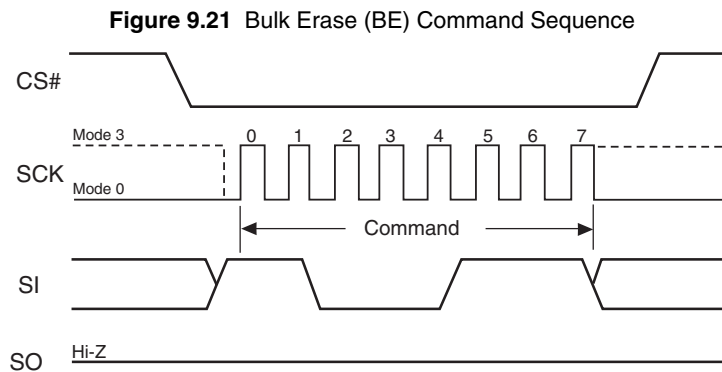 Figure 9.21 Bulk Erase (BE) Command Sequence
CS#
Mode 3
0 1 2 3 4 5 6 7
SCK
Mode 0
Command
SI
Hi-Z
SO